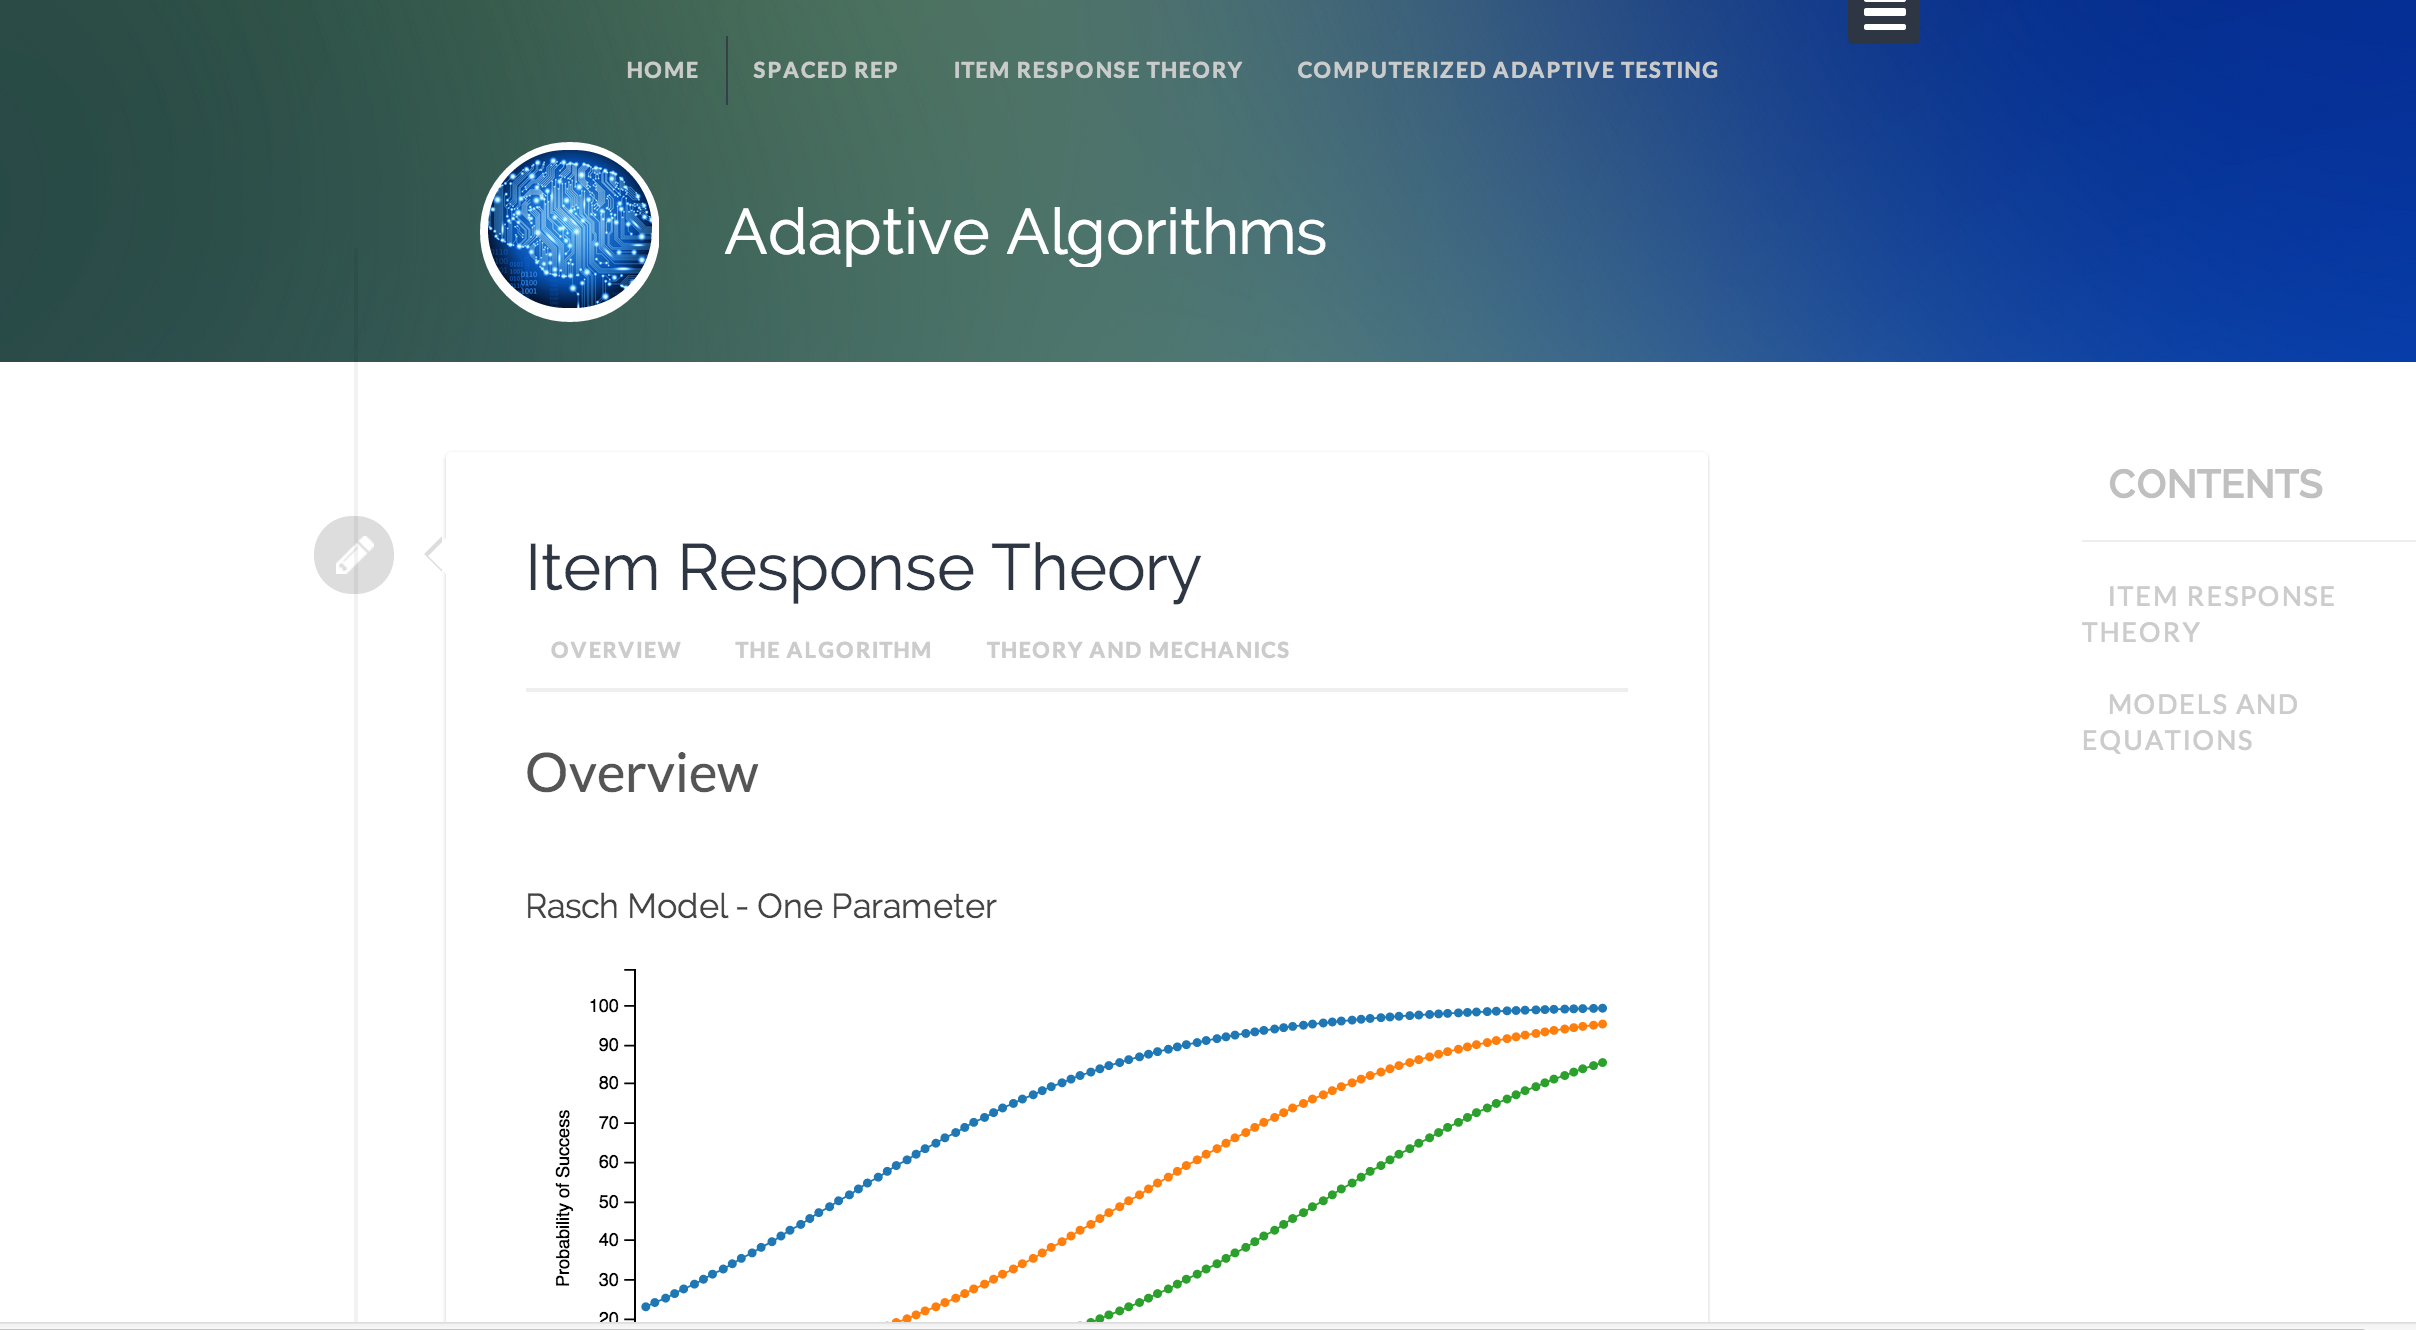 HOME
SPACED REP
ITEM RESPONSE THEORY
COMPUTERIZED ADAPTIVE TESTING
Adaptive Algorithms
Item Response Theory
OVERVIEW
THE ALGORITHM
THEORY AND MECHANICS
Overview
Rasch Model - One Parameter
Probability of Success
100
90
80
70
60
50
40
30
20
CONTENTS
ITEM RESPONSE
THEORY
MODELS AND
EQUATIONS